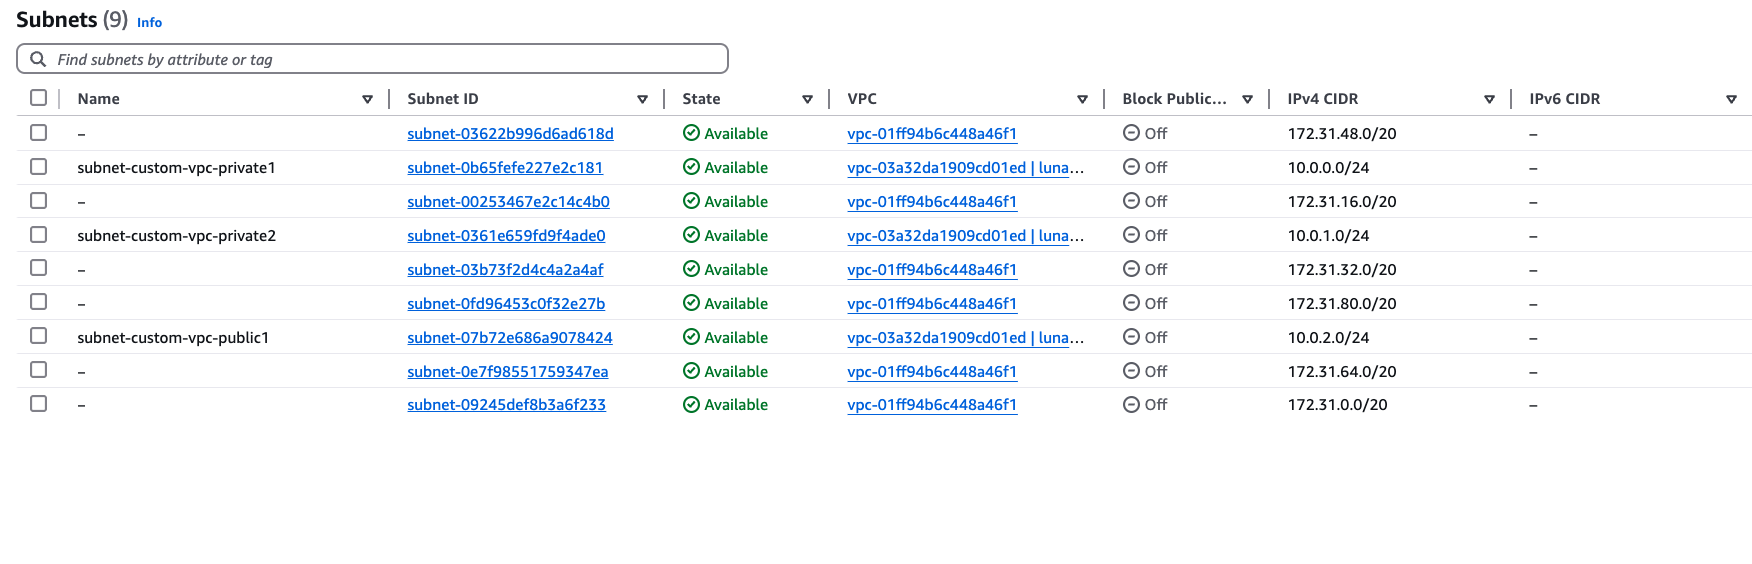 Subnets (9) Info
Find subnets by attribute or tag
Name Subnet ID State VPC Block Public... IPv4 CIDR IPv6 CIDR
– subnet-03622b996d6ad618d Available vpc-01ff94b6c448a46f1 Off 172.31.48.0/20 –
subnet-custom-vpc-private1 subnet-0b65fefe227e2c181 Available vpc-03a32da1909cd01ed | luna... Off 10.0.0.0/24 –
– subnet-00253467e2c14c4b0 Available vpc-01ff94b6c448a46f1 Off 172.31.16.0/20 –
subnet-custom-vpc-private2 subnet-0361e659fd9f4ade0 Available vpc-03a32da1909cd01ed | luna... Off 10.0.1.0/24 –
– subnet-03b73f2d4c4a2a4af Available vpc-01ff94b6c448a46f1 Off 172.31.32.0/20 –
– subnet-0fd96453c0f32e27b Available vpc-01ff94b6c448a46f1 Off 172.31.80.0/20 –
subnet-custom-vpc-public1 subnet-07b72e686a9078424 Available vpc-03a32da1909cd01ed | luna... Off 10.0.2.0/24 –
– subnet-0e7f98551759347ea Available vpc-01ff94b6c448a46f1 Off 172.31.64.0/20 –
– subnet-09245def8b3a6f233 Available vpc-01ff94b6c448a46f1 Off 172.31.0.0/20 –